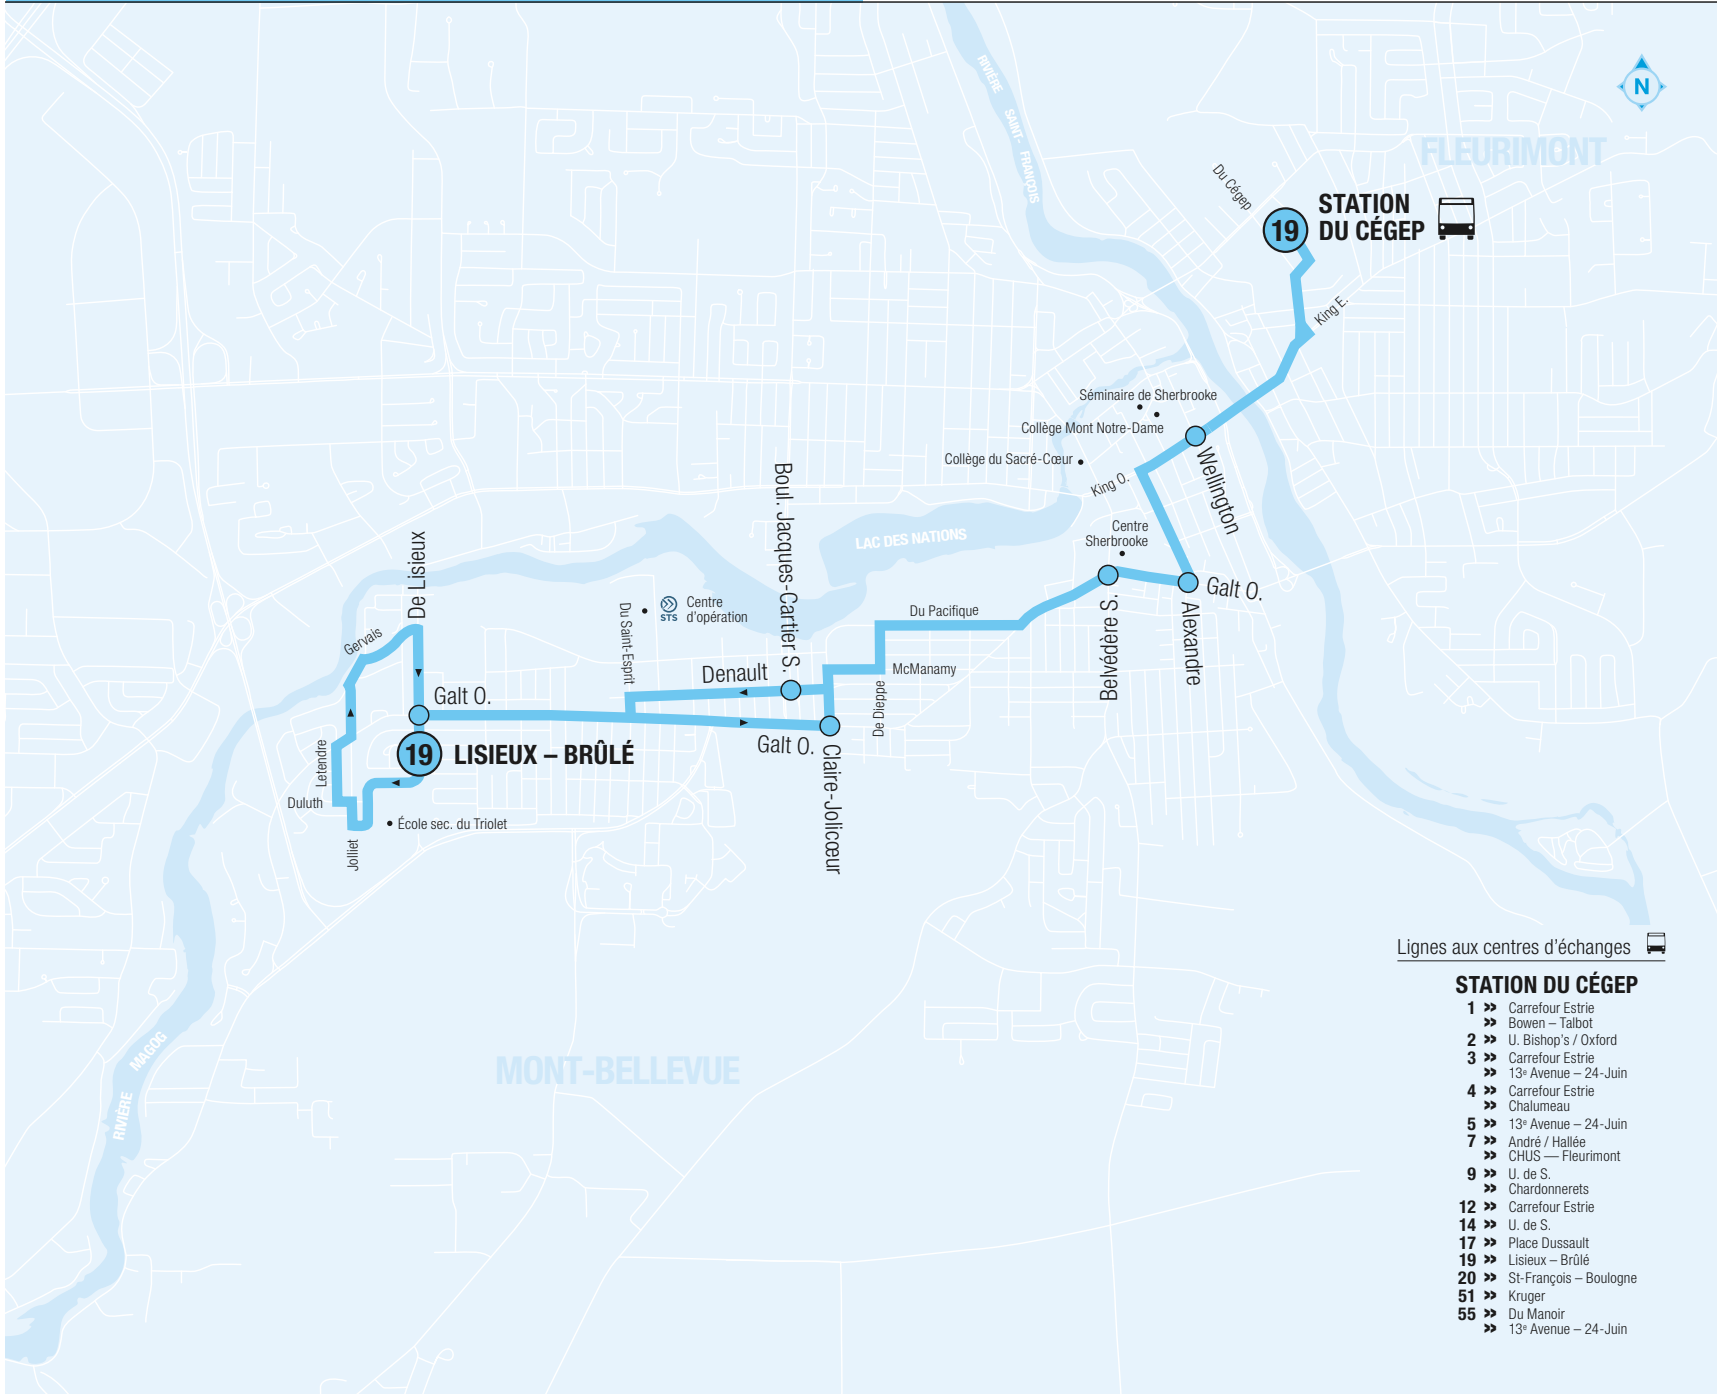 RIVIÈRE SAINT-FRANÇOIS
N
FLEURIMONT
Du Cégep
19
STATION
DU CÉGEP
King E.
Séminaire de Sherbrooke
Collège Mont Notre-Dame
Collège du Sacré-Cœur
King O.
Wellington
Boul. Jacques-Cartier S.
LAC DES NATIONS
Centre
Sherbrooke
De Lisieux
Galt O.
Alexandre
Belvédère S.
Du Pacifique
Du Saint-Esprit
STS
Centre
d'opération
Gervais
Denault
McManamy
De Dieppe
Galt O.
Galt O.
Claire-Jolicœur
19
LISIEUX – BRÛLÉ
Letendre
Duluth
École sec. du Triolet
Jolliet
MONT-BELLEVUE
RIVIÈRE MAGOG
Lignes aux centres d'échanges
STATION DU CÉGEP
1 » Carrefour Estrie
» Bowen – Talbot
2 » U. Bishop's / Oxford
3 » Carrefour Estrie
» 13e Avenue – 24-Juin
4 » Carrefour Estrie
» Chalumeau
5 » 13e Avenue – 24-Juin
7 » André / Hallée
» CHUS — Fleurimont
9 » U. de S.
» Chardonnerets
12 » Carrefour Estrie
14 » U. de S.
17 » Place Dussault
19 » Lisieux – Brûlé
20 » St-François – Boulogne
51 » Kruger
55 » Du Manoir
» 13e Avenue – 24-Juin